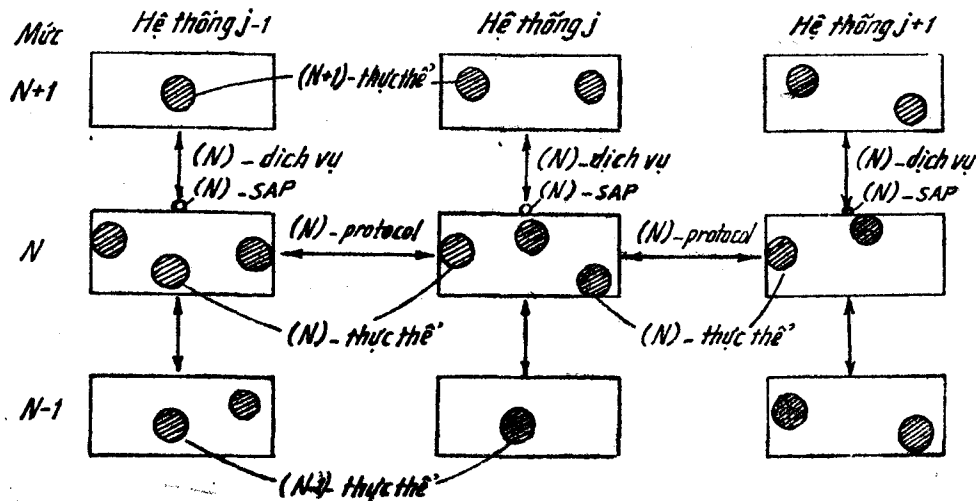 Mức
Hệ thống j-1
Hệ thống j
Hệ thống j+1
N+1
(N+1)-thực thể
(N)-dịch vụ
(N)-SAP
(N)-dịch vụ
(N)-SAP
(N)-dịch vụ
(N)-SAP
N
(N)-protocol
(N)-protocol
(N)-thực thể
(N)-thực thể
N-1
(N-1)-thực thể